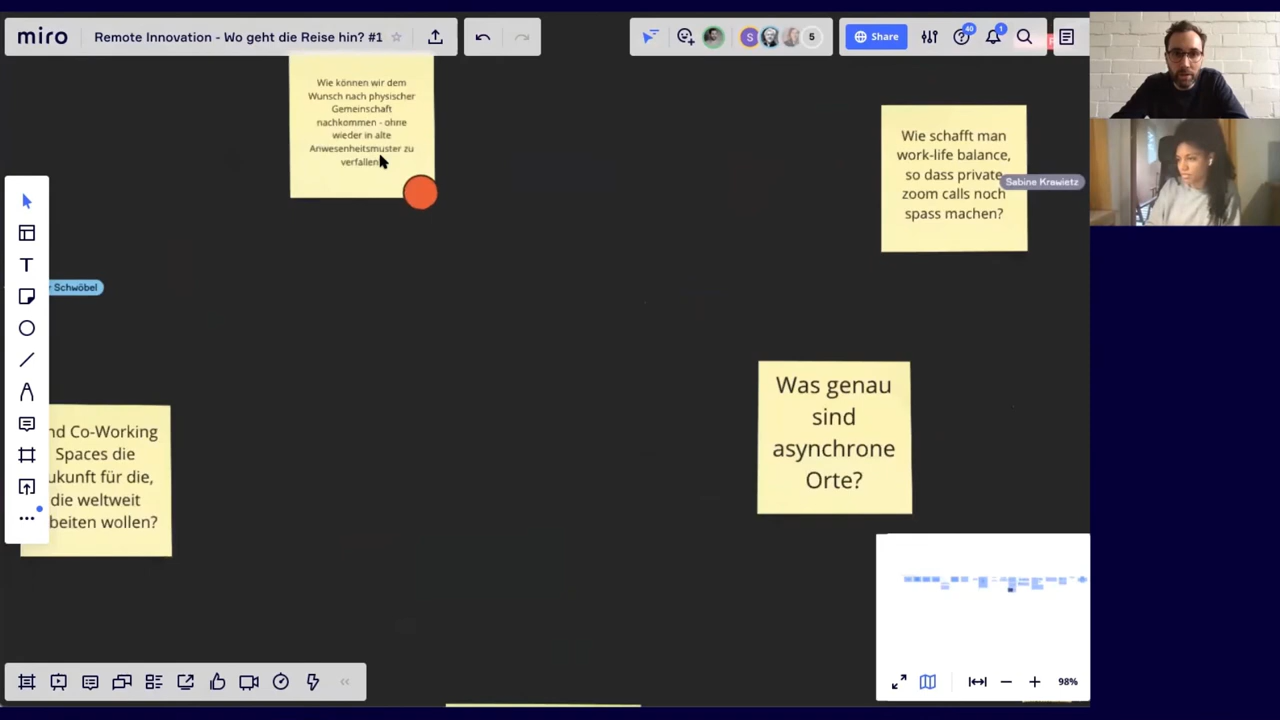 miro
Remote Innovation - Wo geht die Reise hin? #1
S
5
Share
40
1
Wie können wir dem
Wunsch nach physischer
Gemeinschaft
nachkommen - ohne
wieder in alte
Anwesenheitsmuster zu
verfallen
Wie schafft man
work-life balance,
so dass private
zoom calls noch
spass machen?
Sabine Krawietz
Schwöbel
nd Co-Working
Spaces die
ukunft für die,
die weltweit
beiten wollen?
Was genau
sind
asynchrone
Orte?
T
98%